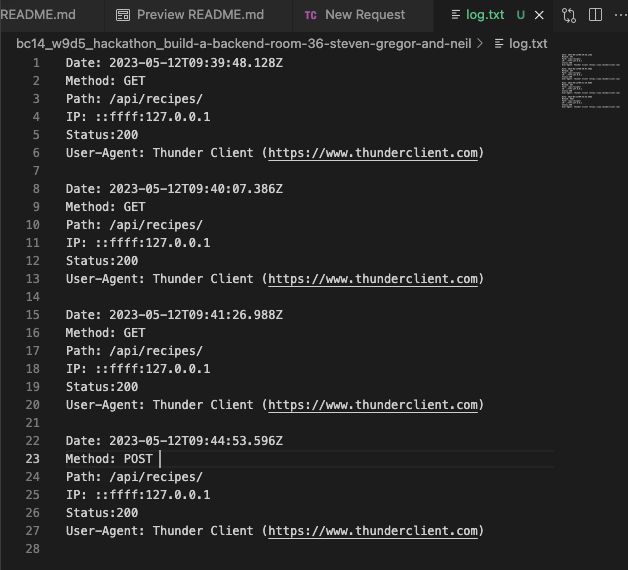 README.md Preview README.md TC New Request log.txt U
bc14_w9d5_hackathon_build-a-backend-room-36-steven-gregor-and-neil > log.txt
1 Date: 2023-05-12T09:39:48.128Z
2 Method: GET
3 Path: /api/recipes/
4 IP: ::ffff:127.0.0.1
5 Status:200
6 User-Agent: Thunder Client (https://www.thunderclient.com)
7
8 Date: 2023-05-12T09:40:07.386Z
9 Method: GET
10 Path: /api/recipes/
11 IP: ::ffff:127.0.0.1
12 Status:200
13 User-Agent: Thunder Client (https://www.thunderclient.com)
14
15 Date: 2023-05-12T09:41:26.988Z
16 Method: GET
17 Path: /api/recipes/
18 IP: ::ffff:127.0.0.1
19 Status:200
20 User-Agent: Thunder Client (https://www.thunderclient.com)
21
22 Date: 2023-05-12T09:44:53.596Z
23 Method: POST
24 Path: /api/recipes/
25 IP: ::ffff:127.0.0.1
26 Status:200
27 User-Agent: Thunder Client (https://www.thunderclient.com)
28